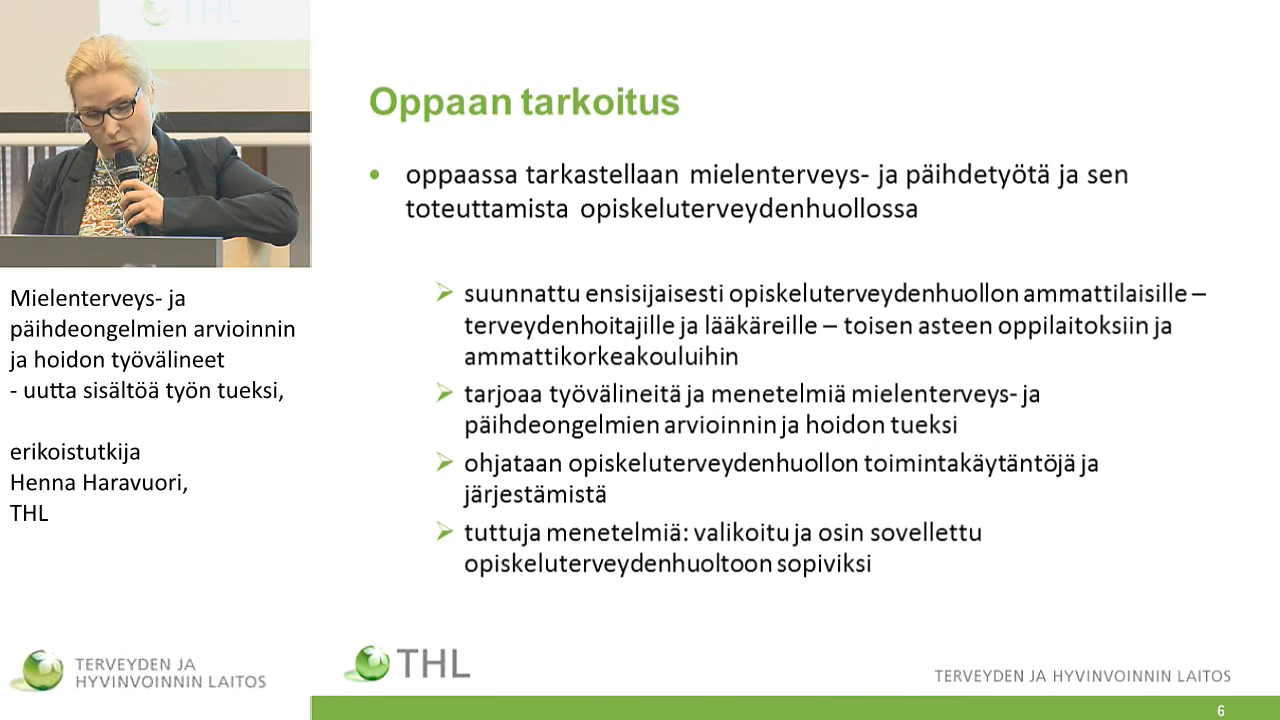 THL
Mielenterveys- ja
päihdeongelmien arvioinnin
ja hoidon työvälineet
- uutta sisältöä työn tueksi,
erikoistutkija
Henna Haravuori,
THL
TERVEYDEN JA
HYVINVOINNIN LAITOS
Oppaan tarkoitus
• oppaassa tarkastellaan mielenterveys- ja päihdetyötä ja sen
toteuttamista opiskeluterveydenhuollossa
➢ suunnattu ensisijaisesti opiskeluterveydenhuollon ammattilaisille –
terveydenhoitajille ja lääkäreille – toisen asteen oppilaitoksiin ja
ammattikorkeakouluihin
➢ tarjoaa työvälineitä ja menetelmiä mielenterveys- ja
päihdeongelmien arvioinnin ja hoidon tueksi
➢ ohjataan opiskeluterveydenhuollon toimintakäytäntöjä ja
järjestämistä
➢ tuttuja menetelmiä: valikoitu ja osin sovellettu
opiskeluterveydenhuoltoon sopiviksi
THL
TERVEYDEN JA HYVINVOINNIN LAITOS
6